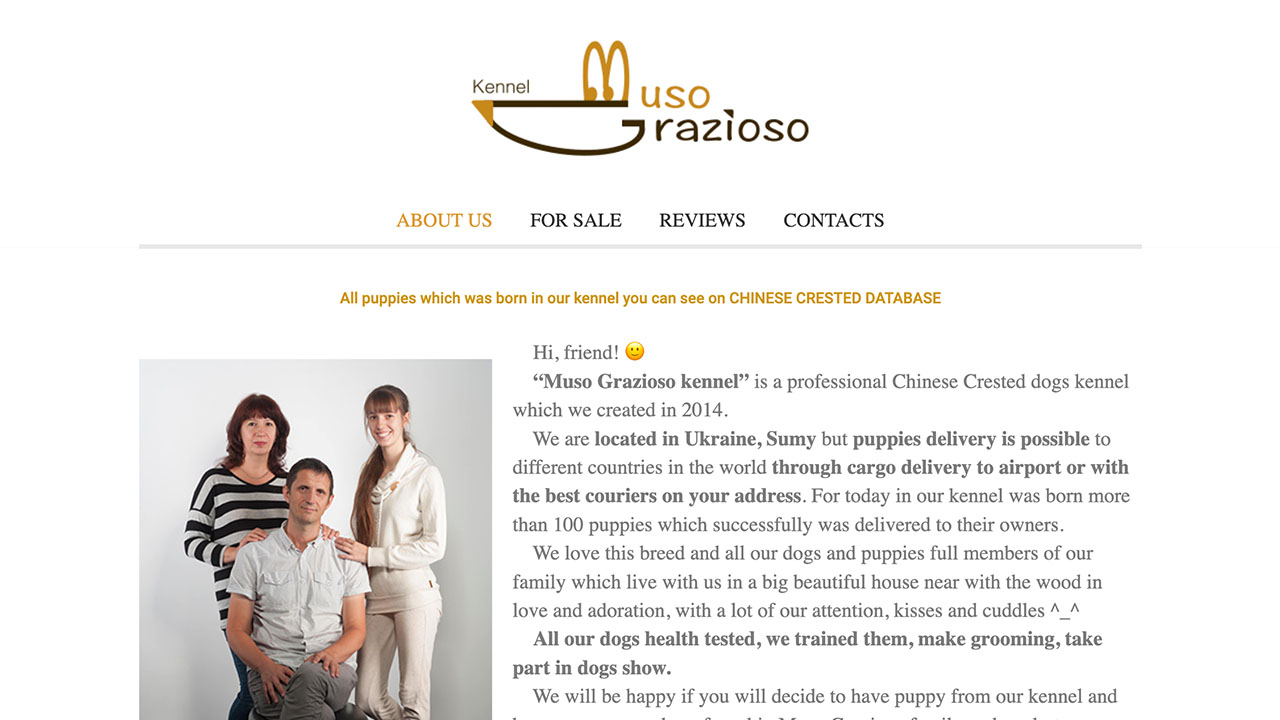 Kennel
Muso
Grazioso
ABOUT US FOR SALE REVIEWS CONTACTS
All puppies which was born in our kennel you can see on CHINESE CRESTED DATABASE
Hi, friend! 🙂
“Muso Grazioso kennel” is a professional Chinese Crested dogs kennel
which we created in 2014.
We are located in Ukraine, Sumy but puppies delivery is possible to
different countries in the world through cargo delivery to airport or with
the best couriers on your address. For today in our kennel was born more
than 100 puppies which successfully was delivered to their owners.
We love this breed and all our dogs and puppies full members of our
family which live with us in a big beautiful house near with the wood in
love and adoration, with a lot of our attention, kisses and cuddles ^_^
All our dogs health tested, we trained them, make grooming, take
part in dogs show.
We will be happy if you will decide to have puppy from our kennel and